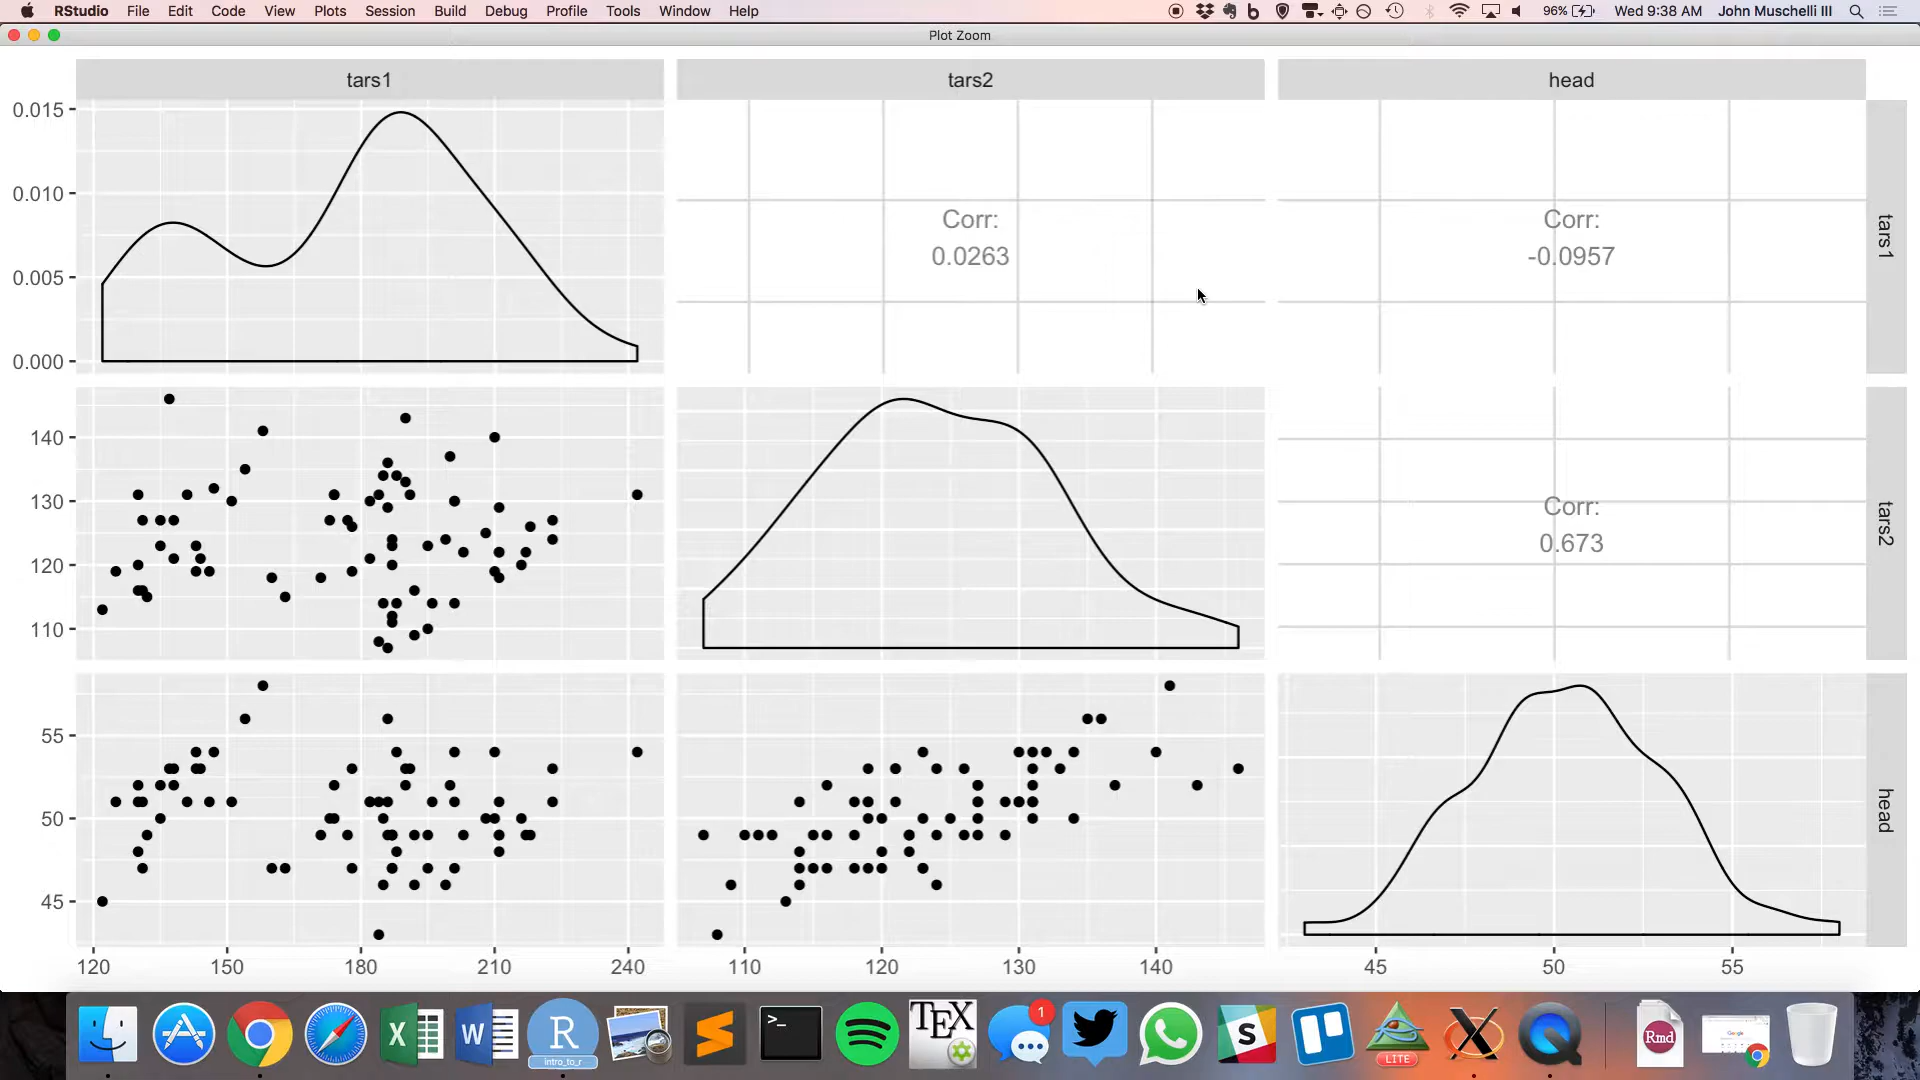 RStudio File Edit Code View Plots Session Build Debug Profile Tools Window Help 96% Wed 9:38 AM John Muschelli III
Plot Zoom
tars1 tars2 head
0.015
0.010
0.005
0.000
Corr:
0.0263
Corr:
-0.0957
tars1
140
130
120
110
Corr:
0.673
tars2
55
50
45
head
120 150 180 210 240 110 120 130 140 45 50 55
intro_to_r
TEX
1
LITE
Rmd
Google